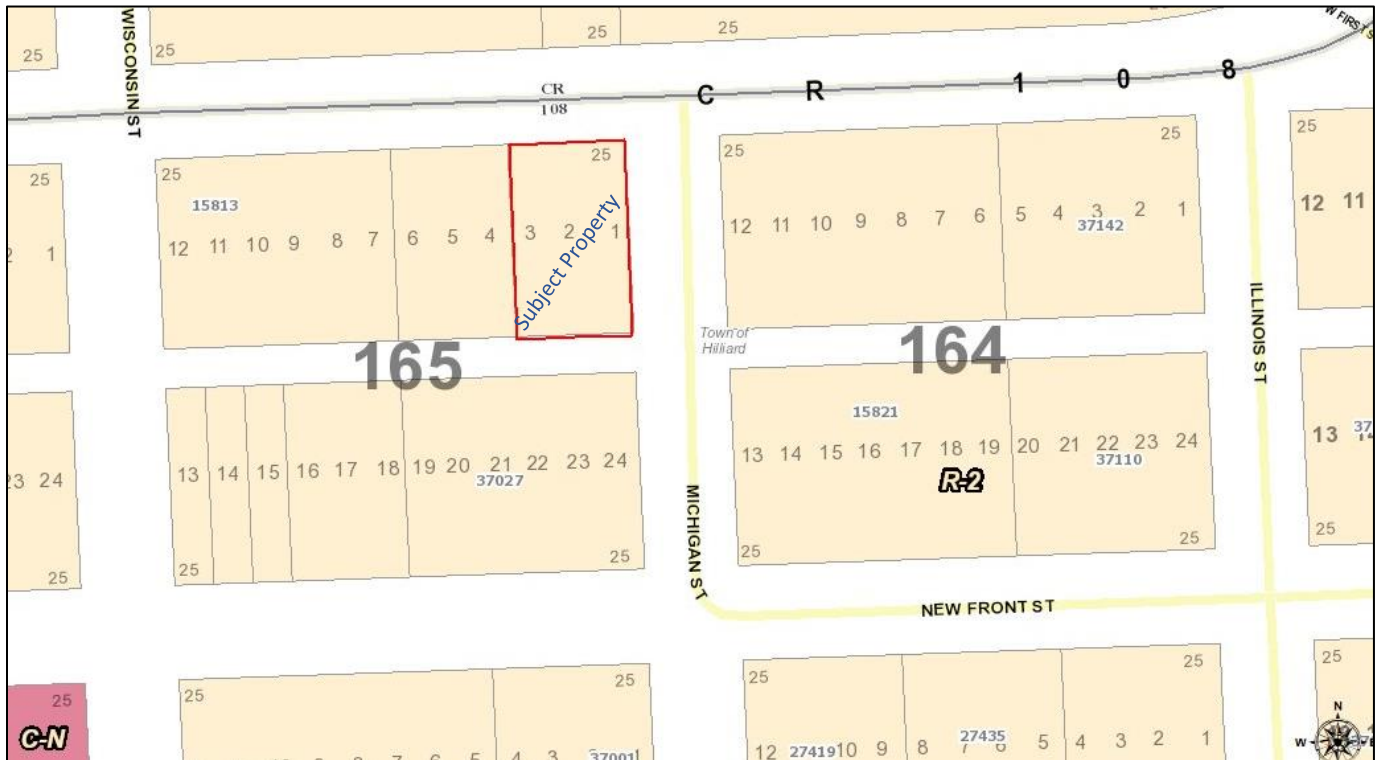 WISCONSIN ST
25
25
25
25
W FIRST S
CR
108
C R 1 0 8
25
25
25
25
25
25
15813
12 11 10 9 8 7 6 5 4 3 2 1
Subject Property
12 11 10 9 8 7 6 5 4 3 2 1
37142
12 11
1
ILLINOIS ST
Town of
Hilliard
165
164
15821
13 14 15 16 17 18 19 20 21 22 23 24
37110
13
37
23 24
13 14 15 16 17 18 19 20 21 22 23 24
37027
R-2
MICHIGAN ST
25
25
25
25
25
25
NEW FRONT ST
25
25
25
25
25
25
C-N
37001
12 27419 10 9 8 7 6 5 4 3 2 1
27435
4 3
N
W